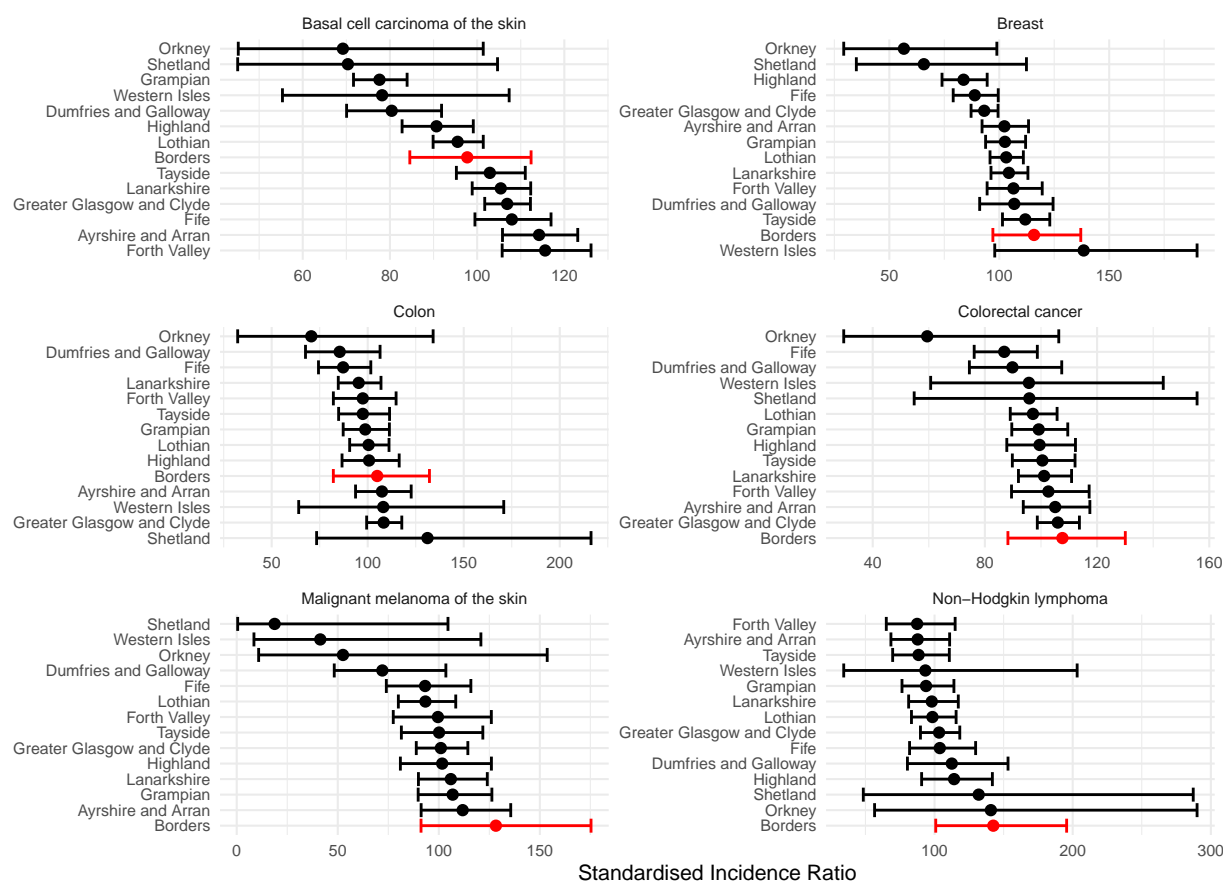 Basal cell carcinoma of the skin
Orkney
Shetland
Grampian
Western Isles
Dumfries and Galloway
Highland
Lothian
Borders
Tayside
Lanarkshire
Greater Glasgow and Clyde
Fife
Ayrshire and Arran
Forth Valley
60 80 100 120
Breast
Orkney
Shetland
Highland
Fife
Greater Glasgow and Clyde
Ayrshire and Arran
Grampian
Lothian
Lanarkshire
Forth Valley
Dumfries and Galloway
Tayside
Borders
Western Isles
50 100 150
Colon
Orkney
Dumfries and Galloway
Fife
Lanarkshire
Forth Valley
Tayside
Grampian
Lothian
Highland
Borders
Ayrshire and Arran
Western Isles
Greater Glasgow and Clyde
Shetland
50 100 150 200
Colorectal cancer
Orkney
Fife
Dumfries and Galloway
Western Isles
Shetland
Lothian
Grampian
Highland
Tayside
Lanarkshire
Forth Valley
Ayrshire and Arran
Greater Glasgow and Clyde
Borders
40 80 120 160
Malignant melanoma of the skin
Shetland
Western Isles
Orkney
Dumfries and Galloway
Fife
Lothian
Forth Valley
Tayside
Greater Glasgow and Clyde
Highland
Lanarkshire
Grampian
Ayrshire and Arran
Borders
0 50 100 150
Non−Hodgkin lymphoma
Forth Valley
Ayrshire and Arran
Tayside
Western Isles
Grampian
Lanarkshire
Lothian
Greater Glasgow and Clyde
Fife
Dumfries and Galloway
Highland
Shetland
Orkney
Borders
100 200 300
Standardised Incidence Ratio